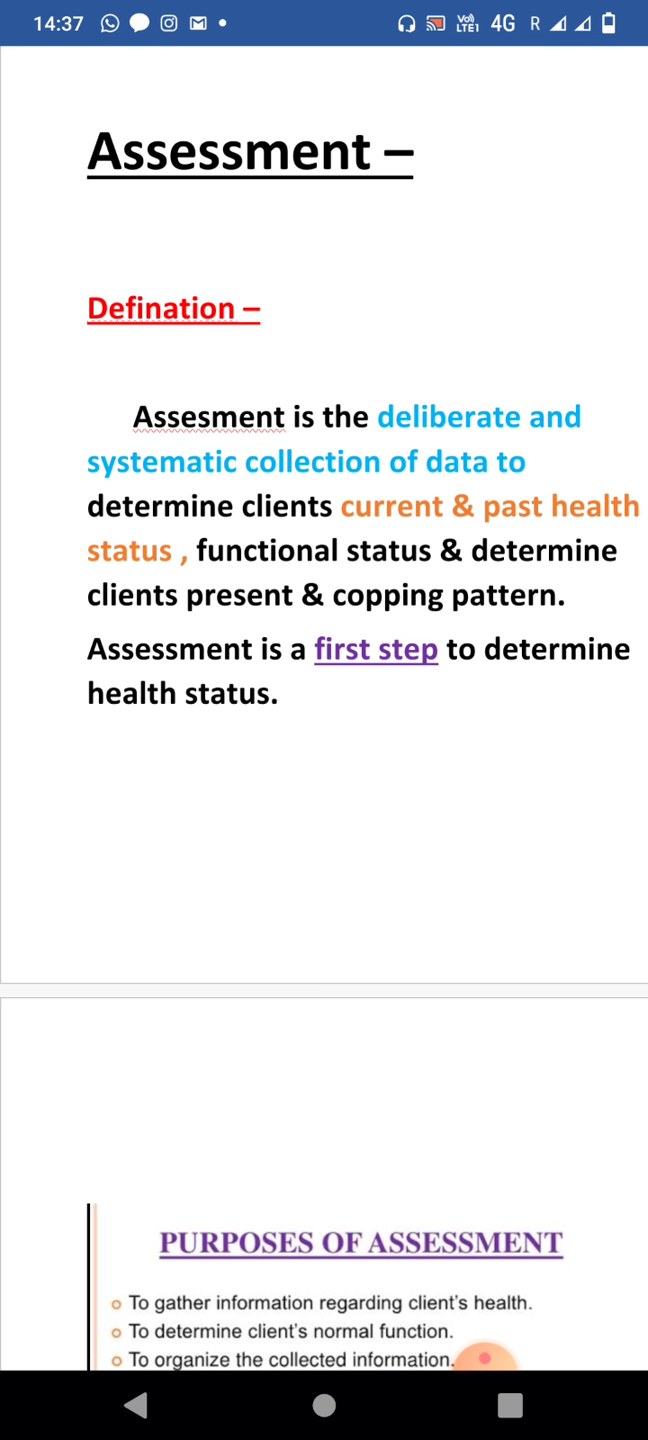 14:37
Vo)) 4G R
LTE1
Assessment –
Defination –
Assesment is the deliberate and
systematic collection of data to
determine clients current & past health
status , functional status & determine
clients present & copping pattern.
Assessment is a first step to determine
health status.
PURPOSES OF ASSESSMENT
To gather information regarding client's health.
To determine client's normal function.
To organize the collected information.